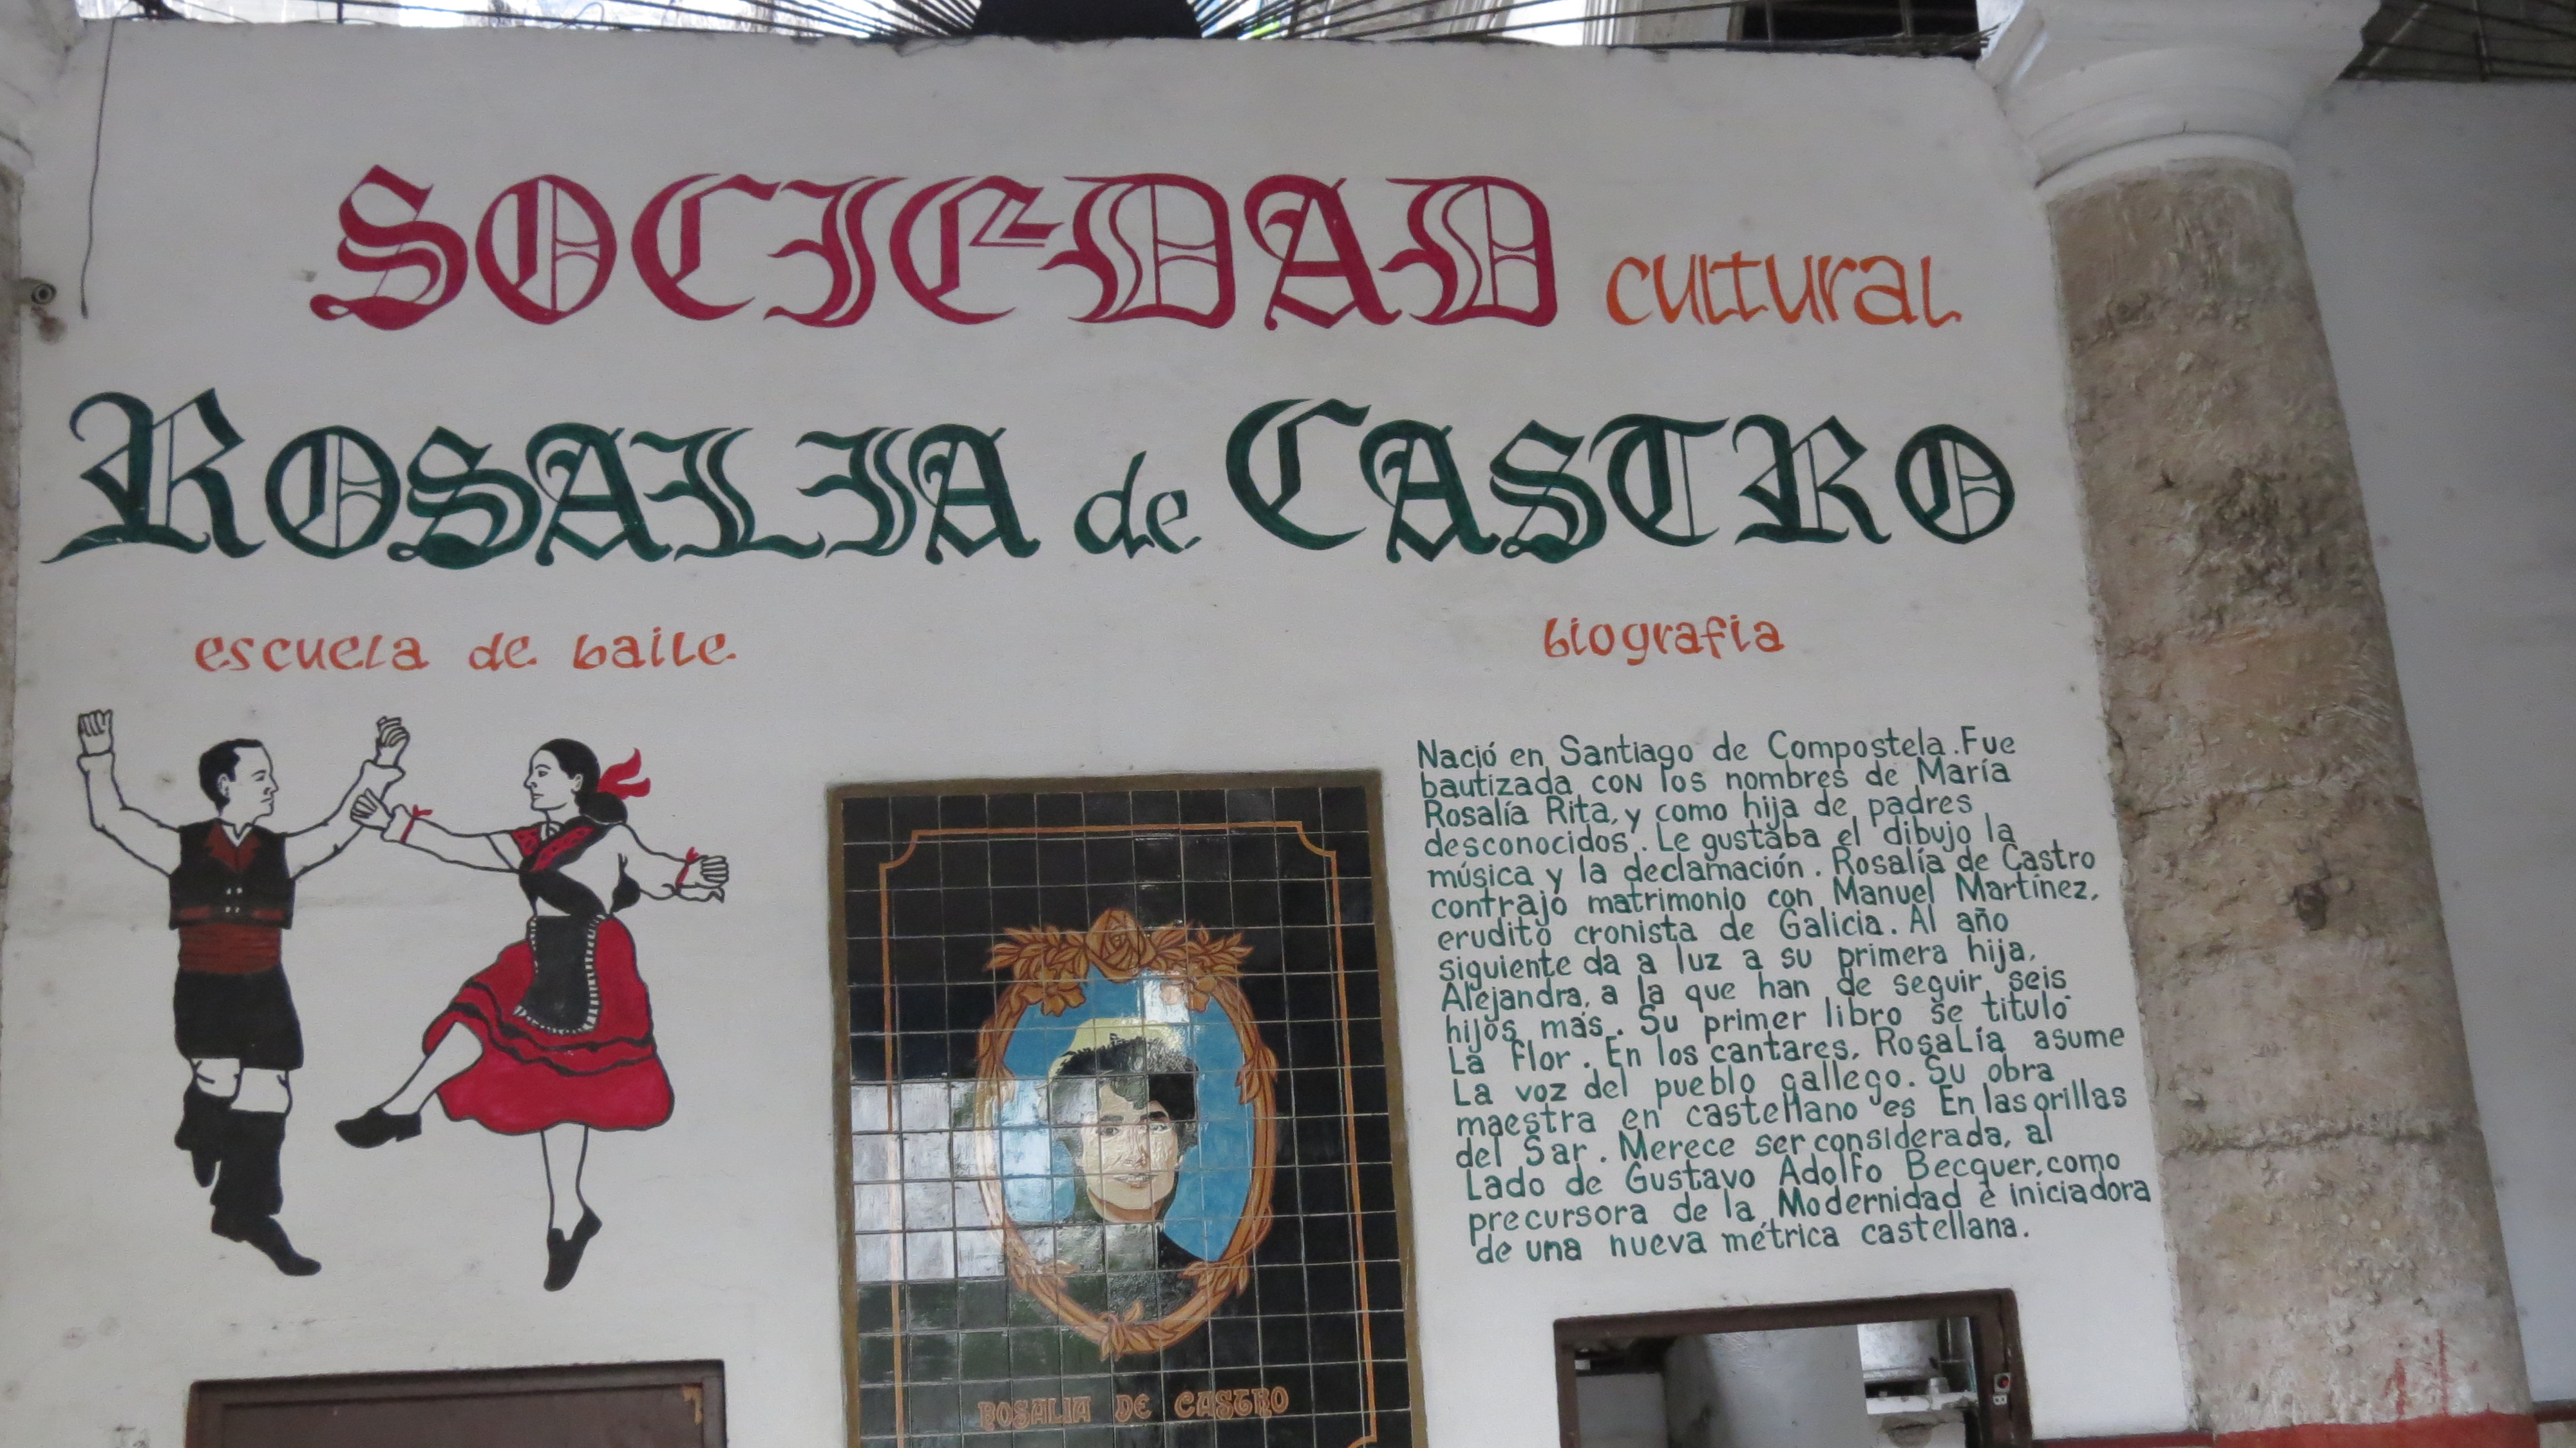 SOCIEDAD cultural
ROSALIA de CASTRO
escuela de baile
biografia
Nació en Santiago de Compostela. Fue
bautizada con los nombres de María
Rosalía Rita, y como hija de padres
desconocidos. Le gustaba el dibujo la
música y la declamación. Rosalía de Castro
contrajo matrimonio con Manuel Martínez,
erudito cronista de Galicia. Al año
siguiente da a luz a su primera hija,
Alejandra, a la que han de seguir seis
hijos más. Su primer libro se titulo
La flor. En los cantares, Rosalía asume
La voz del pueblo gallego. Su obra
maestra en castellano es En las orillas
del Sar. Merece ser considerada, al
Lado de Gustavo Adolfo Becquer, como
precursora de la Modernidad e iniciadora
de una nueva métrica castellana.
ROSALIA DE CASTRO